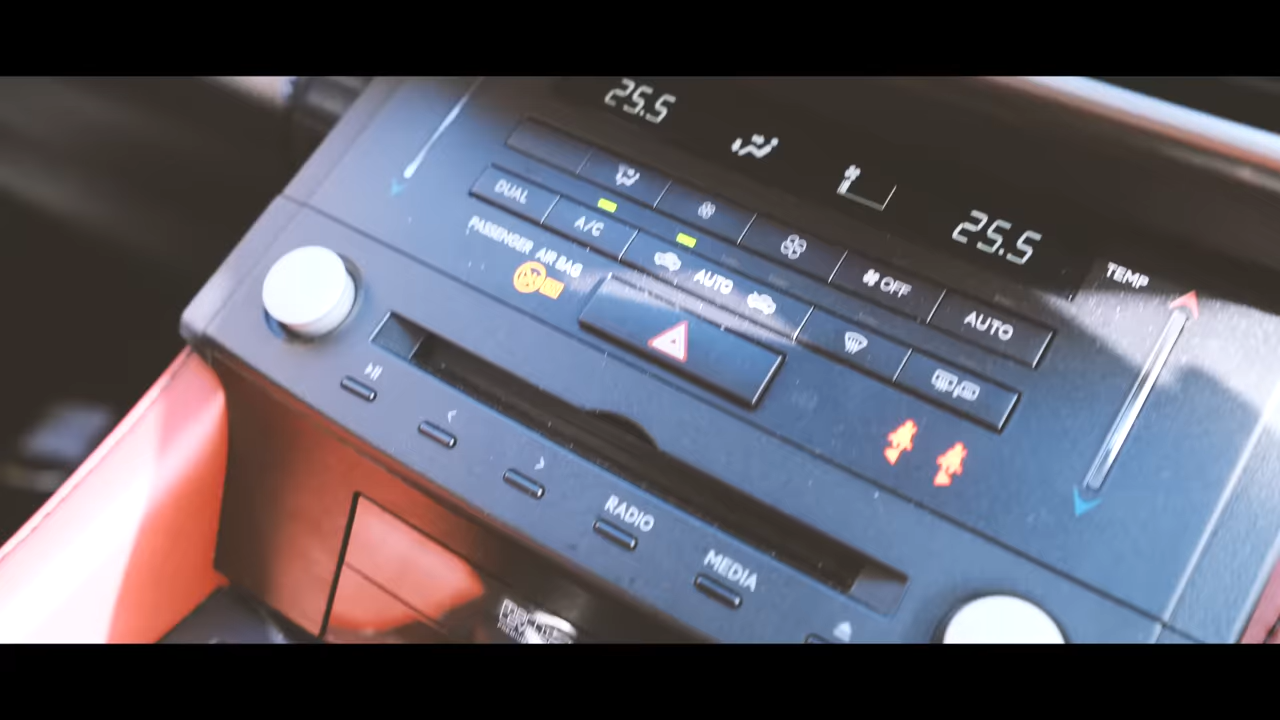 25.5
25.5
TEMP
DUAL
A/C
AUTO
OFF
AUTO
PASSENGER AIR BAG
RADIO
MEDIA